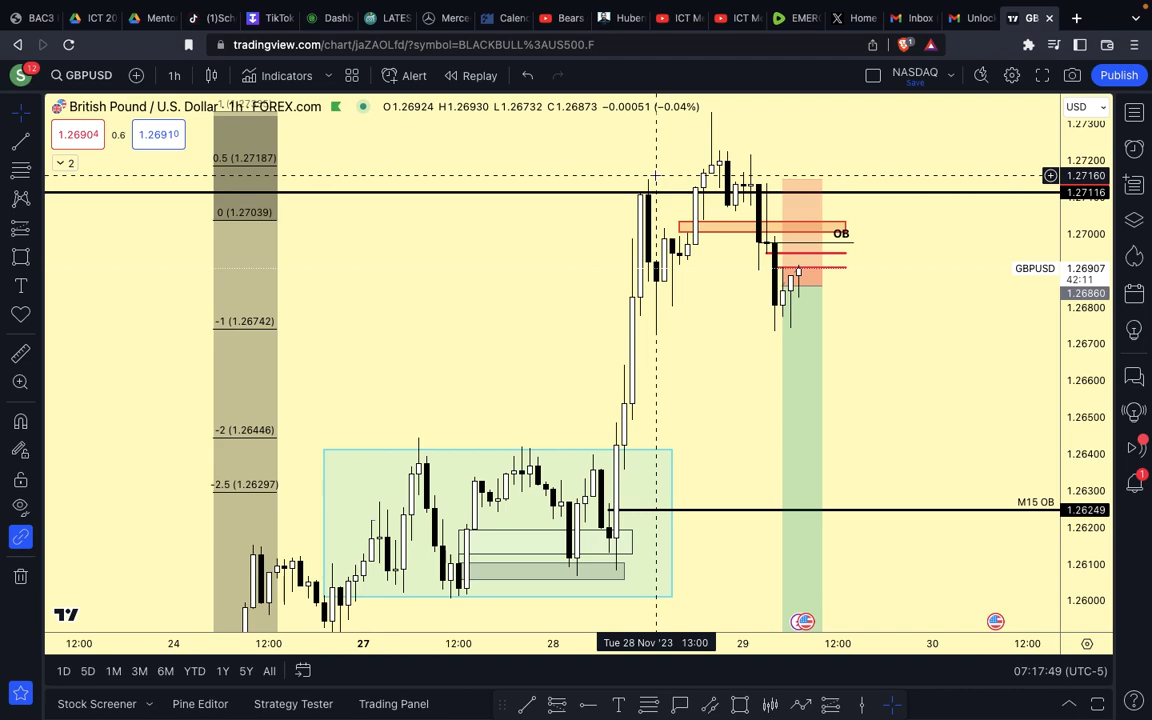 BAC3
ICT 20
Mento
(1)Sc
TikTok
Dashb
LATES
Merce
Calenc
Bears
Huber
ICT M
ICT M
EMER
Home
Inbox
Unlock
GB
tradingview.com/chart/jaZAOLfd/?symbol=BLACKBULL%3AUS500.F
S
12
GBPUSD
1h
Indicators
Alert
Replay
NASDAQ
Save
Publish
British Pound / U.S. Dollar · 1h · FOREX.com
O1.26924 H1.26930 L1.26732 C1.26873 −0.00051 (−0.04%)
USD
1.26904
0.6
1.26910
2
0.5 (1.27187)
0 (1.27039)
-1 (1.26742)
-2 (1.26446)
-2.5 (1.26297)
OB
M15 OB
1.27300
1.27200
1.27160
1.27116
1.27000
GBPUSD
1.26907
42:11
1.26860
1.26800
1.26700
1.26600
1.26500
1.26400
1.26300
1.26249
1.26200
1.26100
1.26000
12:00
24
12:00
27
12:00
28
Tue 28 Nov '23 13:00
29
12:00
30
12:00
1D 5D 1M 3M 6M YTD 1Y 5Y All
07:17:49 (UTC-5)
Stock Screener
Pine Editor
Strategy Tester
Trading Panel
1